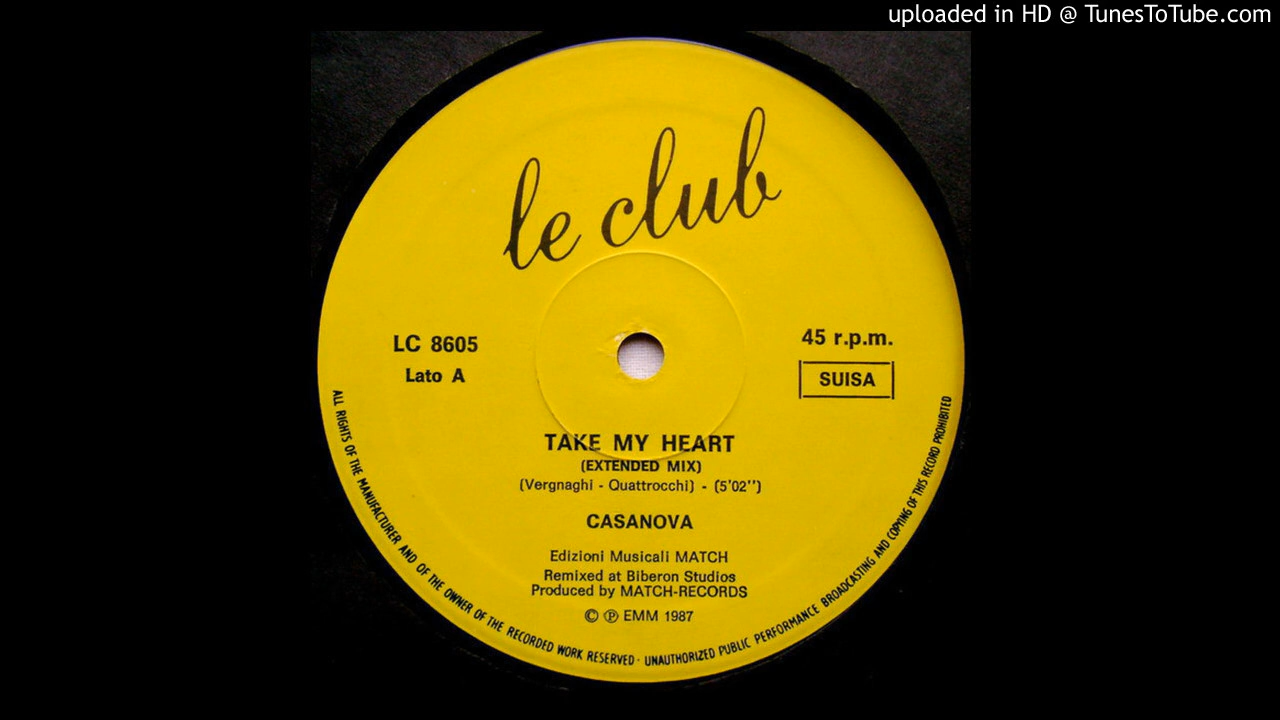 uploaded in HD @ TunesToTube.com
le club
LC 8605
Lato A
45 r.p.m.
SUISA
TAKE MY HEART
(EXTENDED MIX)
(Vergnaghi - Quattrocchi) - (5'02'')
CASANOVA
Edizioni Musicali MATCH
Remixed at Biberon Studios
Produced by MATCH-RECORDS
© ℗ EMM 1987
ALL RIGHTS OF THE MANUFACTURER AND OF THE OWNER OF THE RECORDED WORK RESERVED · UNAUTHORIZED PUBLIC PERFORMANCE BROADCASTING AND COPYING OF THIS RECORD PROHIBITED